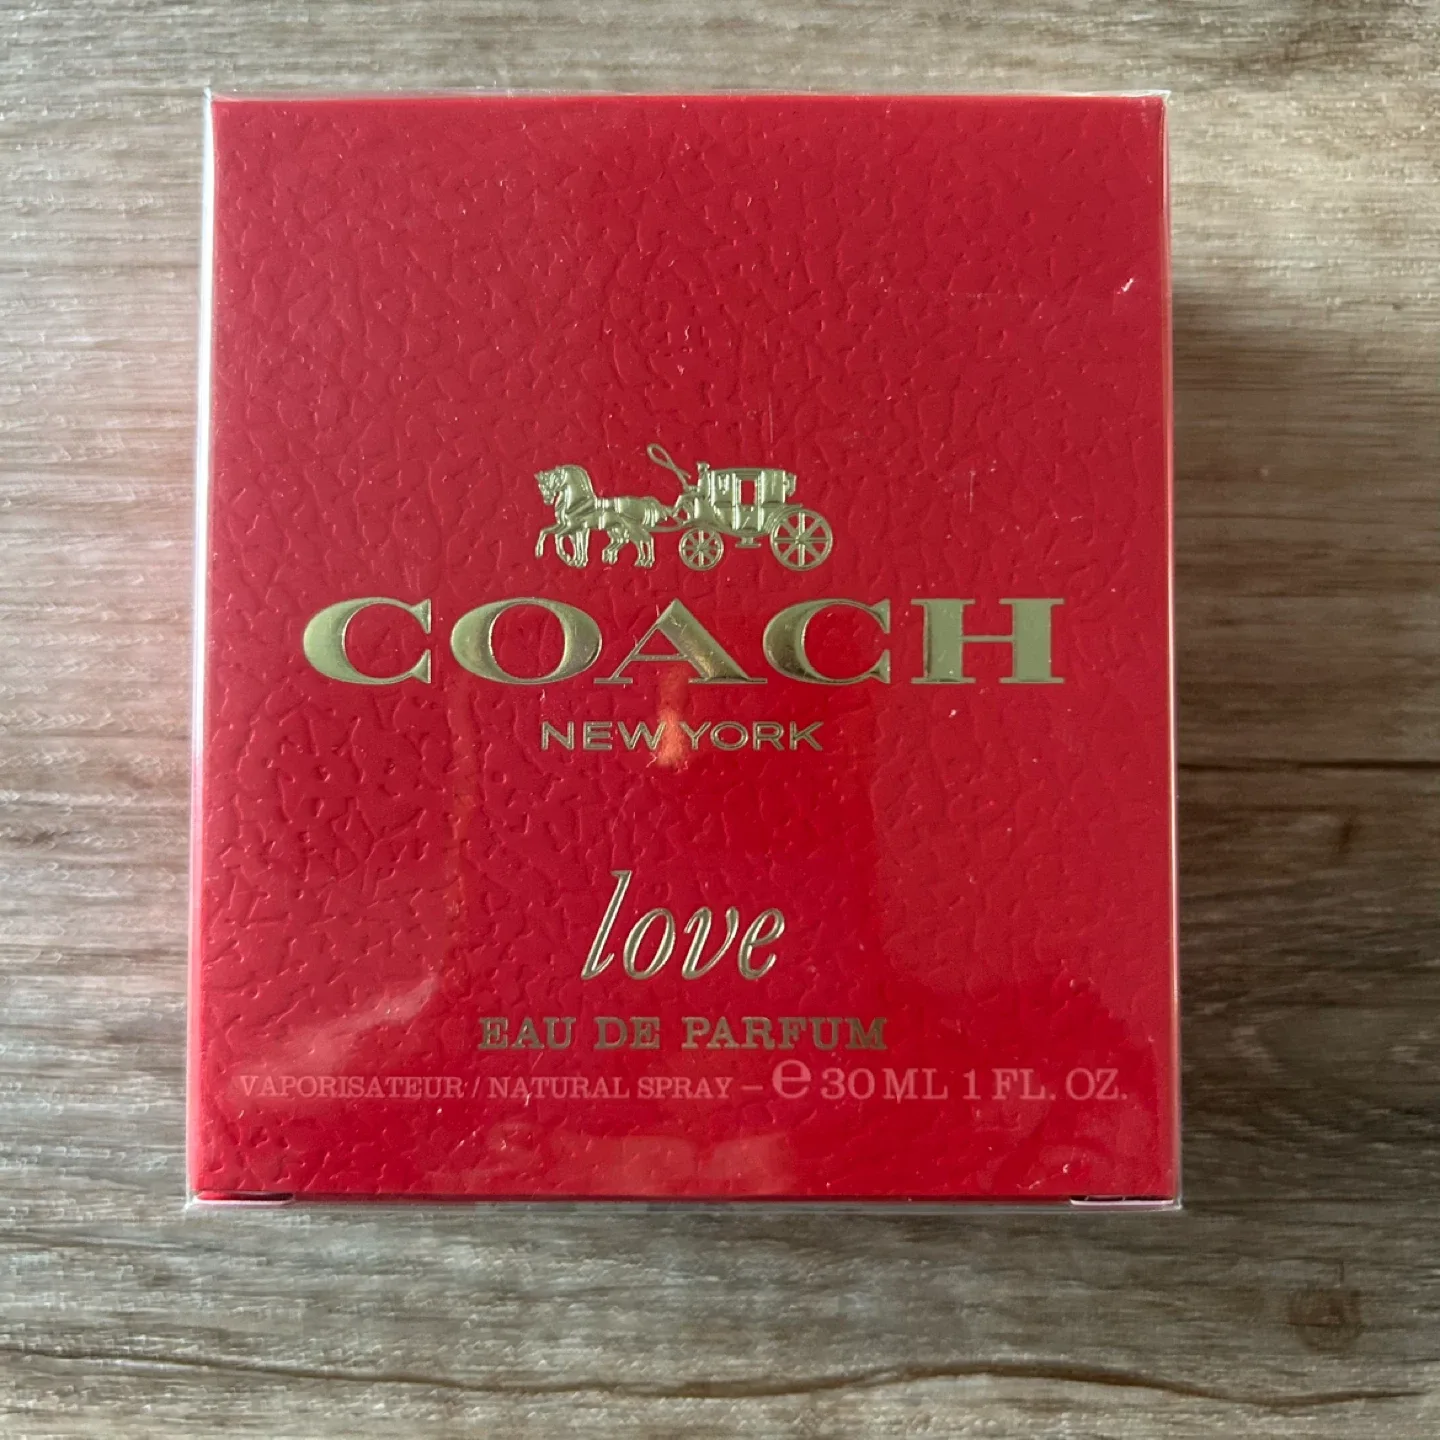 COACH
NEW YORK
love
EAU DE PARFUM
VAPORISATEUR / NATURAL SPRAY – ℮ 30 ML 1 FL. OZ.